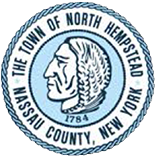 THE TOWN OF NORTH HEMPSTEAD
1784
NASSAU COUNTY, NEW YORK